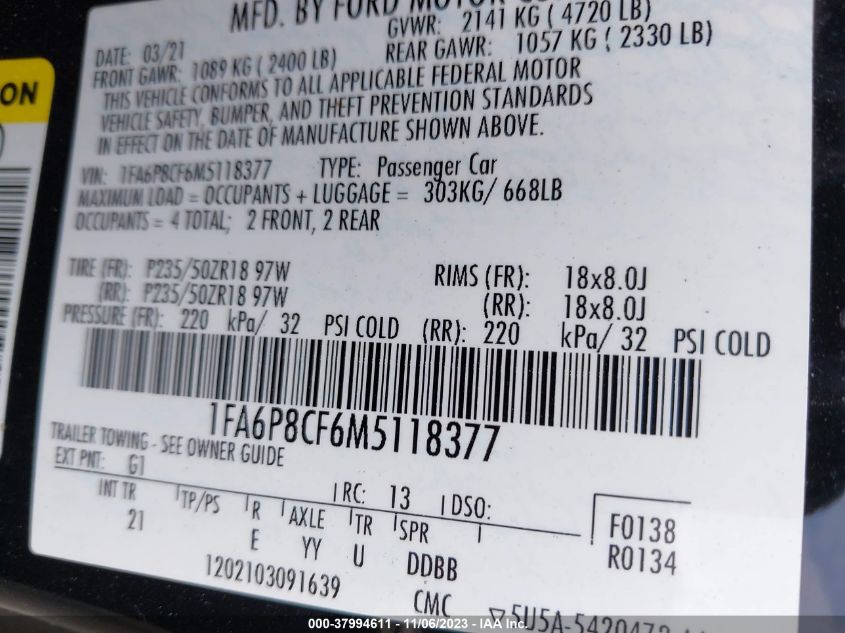 MFD. BY FORD MOTOR CO
DATE: 03/21 GVWR: 2141 KG ( 4720 LB)
FRONT GAWR: 1089 KG ( 2400 LB) REAR GAWR: 1057 KG ( 2330 LB)
THIS VEHICLE CONFORMS TO ALL APPLICABLE FEDERAL MOTOR
VEHICLE SAFETY, BUMPER, AND THEFT PREVENTION STANDARDS
IN EFFECT ON THE DATE OF MANUFACTURE SHOWN ABOVE.
VIN: 1FA6P8CF6M5118377 TYPE: Passenger Car
MAXIMUM LOAD = OCCUPANTS + LUGGAGE = 303KG/ 668LB
OCCUPANTS = 4 TOTAL; 2 FRONT, 2 REAR
TIRE (FR): P235/50ZR18 97W RIMS (FR): 18x8.0J
(RR): P235/50ZR18 97W (RR): 18x8.0J
PRESSURE (FR): 220 kPa/ 32 PSI COLD (RR): 220 kPa/ 32 PSI COLD
1FA6P8CF6M5118377
TRAILER TOWING - SEE OWNER GUIDE
EXT PNT: G1 RC: 13 DSO:
INT TR TP/PS R AXLE TR SPR F0138
21 E YY U DDBB R0134
1202103091639 CMC 5U5A-5420472
ON
000-37994611 - 11/06/2023 - IAA Inc.